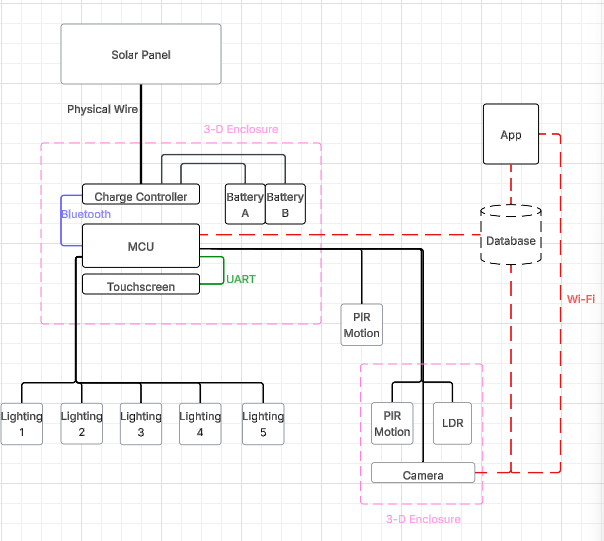 Solar Panel
Physical Wire
3-D Enclosure
App
Charge Controller
Battery
A
Battery
B
Bluetooth
MCU
Database
UART
Touchscreen
Wi-Fi
PIR
Motion
Lighting
1
Lighting
2
Lighting
3
Lighting
4
Lighting
5
PIR
Motion
LDR
Camera
3-D Enclosure